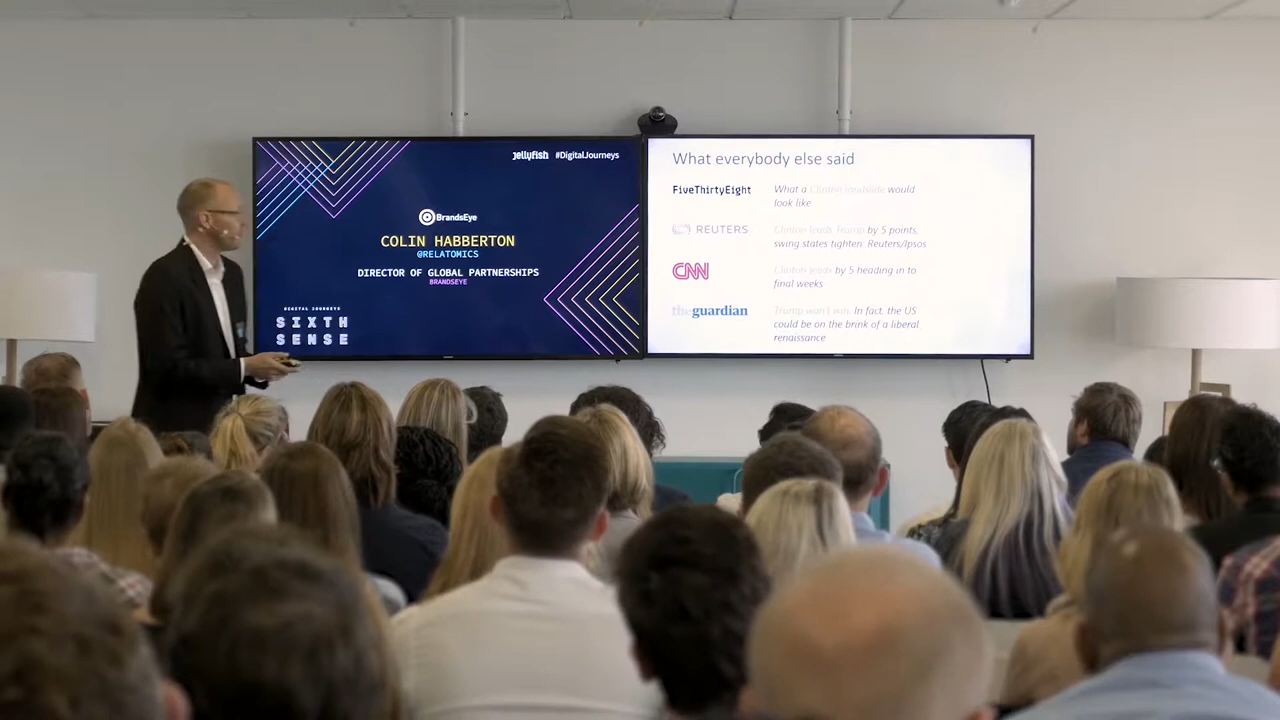 jellyfish #DigitalJourneys
BrandsEye
COLIN HABBERTON
@RELATOMICS
DIRECTOR OF GLOBAL PARTNERSHIPS
BRANDSEYE
DIGITAL JOURNEYS
SIXTH
SENSE
What everybody else said
FiveThirtyEight
What a Clinton landslide would
look like
REUTERS
Clinton leads Trump by 5 points,
swing states tighten. Reuters/Ipsos
CNN
Clinton leads by 5 heading in to
final weeks
theguardian
Trump won't win. In fact, the US
could be on the brink of a liberal
renaissance